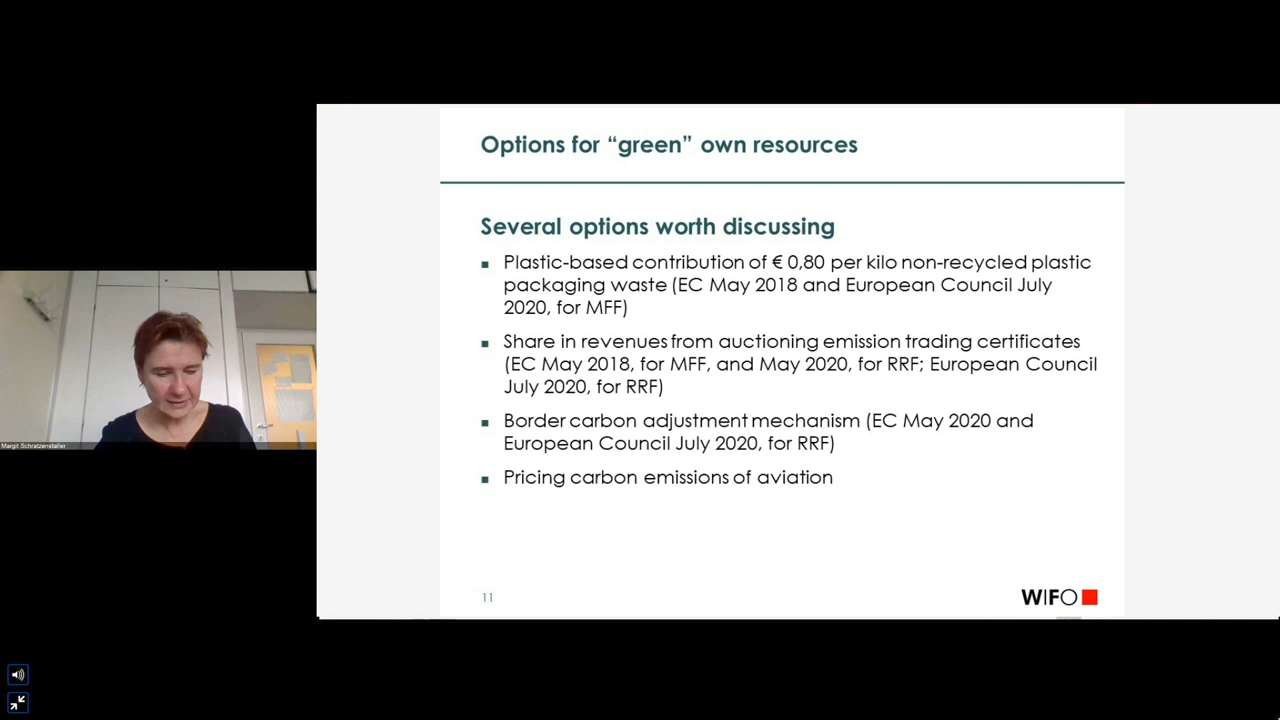 Options for “green” own resources
Several options worth discussing
Plastic-based contribution of € 0,80 per kilo non-recycled plastic
packaging waste (EC May 2018 and European Council July
2020, for MFF)
Share in revenues from auctioning emission trading certificates
(EC May 2018, for MFF, and May 2020, for RRF; European Council
July 2020, for RRF)
Border carbon adjustment mechanism (EC May 2020 and
European Council July 2020, for RRF)
Pricing carbon emissions of aviation
Margit Schratzenstaller
11
WIFO